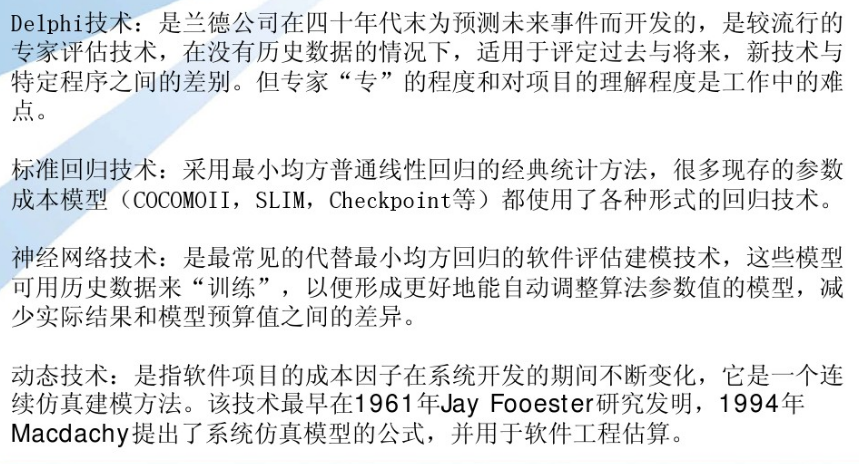 Delphi技术：是兰德公司在四十年代末为预测未来事件而开发的，是较流行的
专家评估技术，在没有历史数据的情况下，适用于评定过去与将来，新技术与
特定程序之间的差别。但专家“专”的程度和对项目的理解程度是工作中的难
点。
标准回归技术：采用最小均方普通线性回归的经典统计方法，很多现存的参数
成本模型（COCOMOII，SLIM，Checkpoint等）都使用了各种形式的回归技术。
神经网络技术：是最常见的代替最小均方回归的软件评估建模技术，这些模型
可用历史数据来“训练”，以便形成更好地能自动调整算法参数值的模型，减
少实际结果和模型预算值之间的差异。
动态技术：是指软件项目的成本因子在系统开发的期间不断变化，它是一个连
续仿真建模方法。该技术最早在1961年Jay Fooester研究发明，1994年
Macdachy提出了系统仿真模型的公式，并用于软件工程估算。